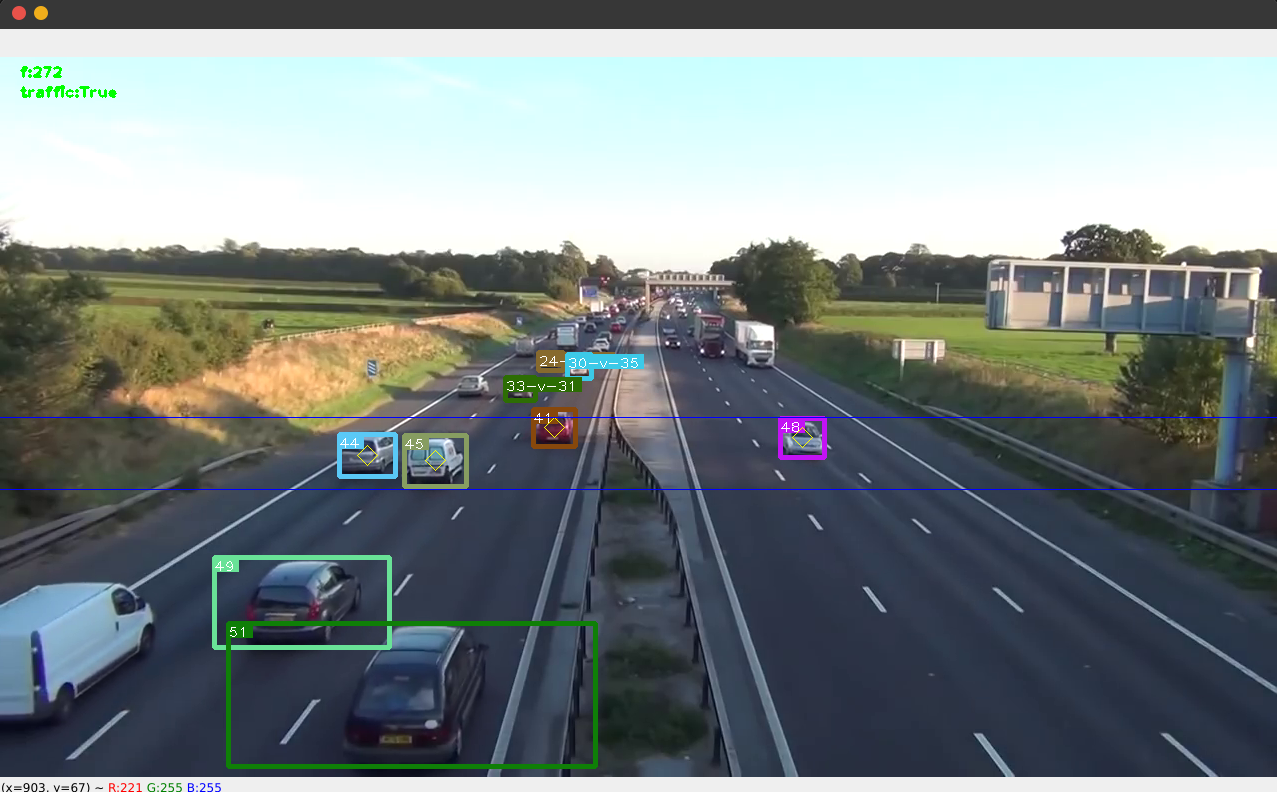 f:272
traffic:True
24-
30-v-35
33-v-31
41
48
44
45
49
51
(x=903, y=67) ~ R:221 G:255 B:255